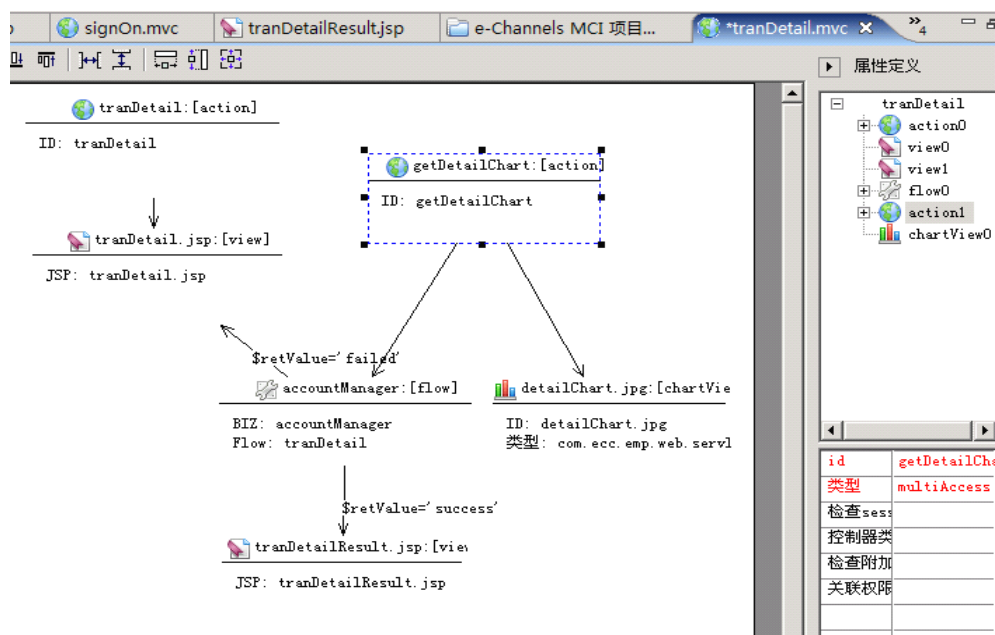 signOn.mvc
tranDetailResult.jsp
e-Channels MCI 项目...
*tranDetail.mvc
4
属性定义
tranDetail:[action]
ID: tranDetail
getDetailChart:[action]
ID: getDetailChart
tranDetail.jsp:[view]
JSP: tranDetail.jsp
$retValue='failed'
accountManager:[flow]
BIZ: accountManager
Flow: tranDetail
detailChart.jpg:[chartVie
ID: detailChart.jpg
类型: com.ecc.emp.web.servl
$retValue='success'
tranDetailResult.jsp:[view
JSP: tranDetailResult.jsp
tranDetail
action0
view0
view1
flow0
action1
chartView0
id getDetailCha
类型 multiAccess
检查sess
控制器类
检查附加
关联权限